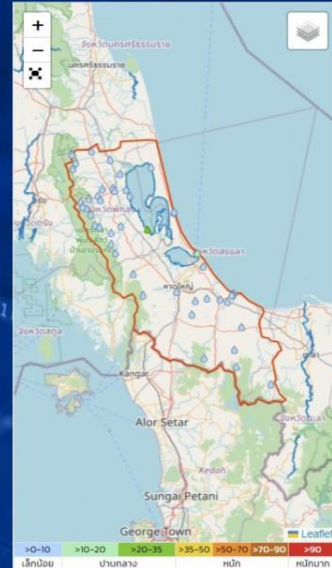 +
−
จังหวัดนครศรีธรรมราช
นครศรีธรรมราช
จังหวัดพัทลุง
จังหวัดสงขลา
หาดใหญ่
จังหวัดสตูล
Kangar
Alor Setar
Kedah
Sungai Petani
George Town
Leaflet
>0-10 >10-20 >20-35 >35-50 >50-70 >70-90 >90
เล็กน้อย ปานกลาง หนัก หนักมาก